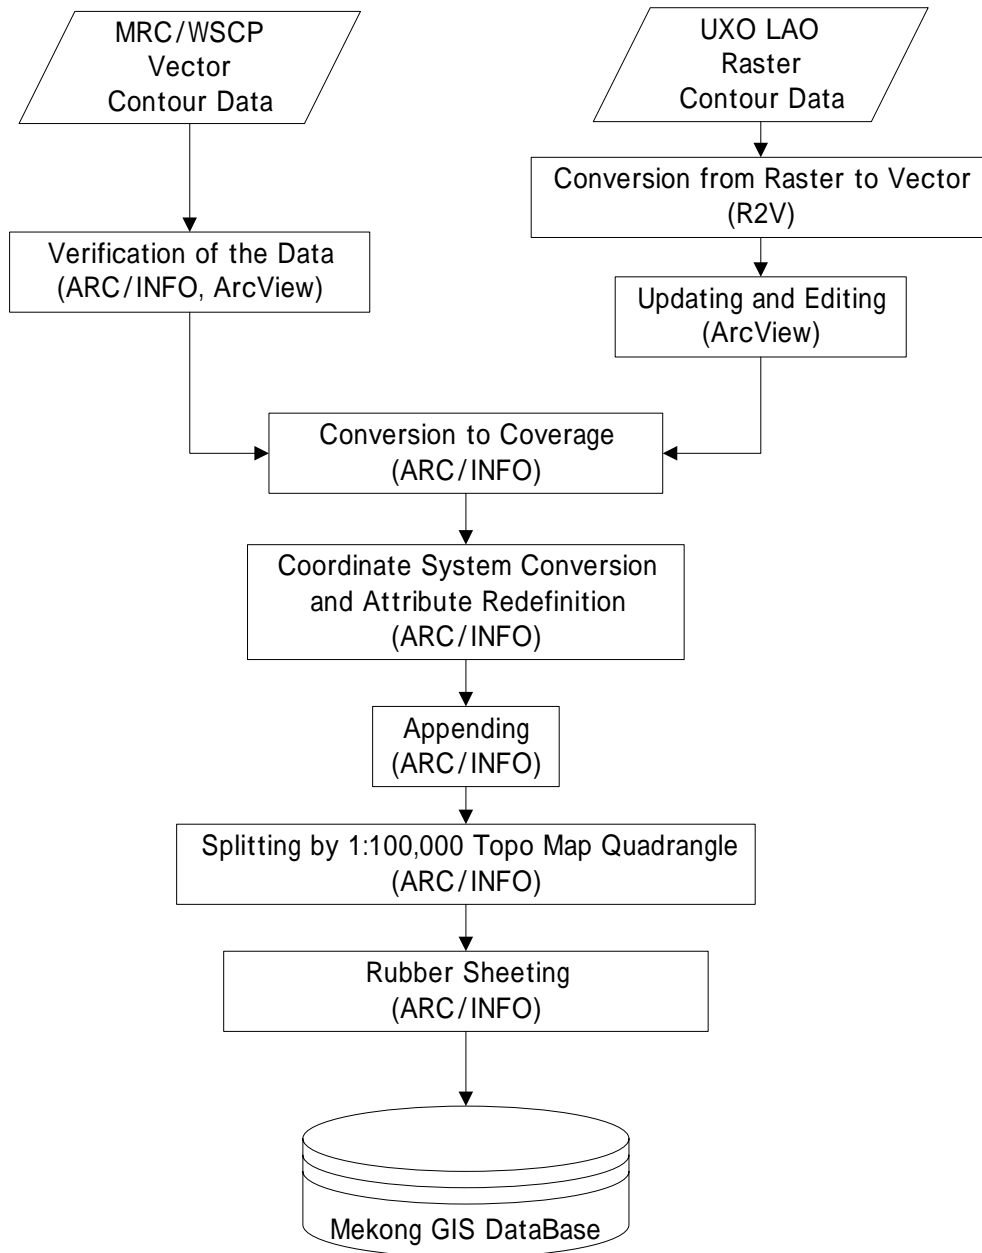 MRC/WSCP
Vector
Contour Data
UXO LAO
Raster
Contour Data
Conversion from Raster to Vector
(R2V)
Verification of the Data
(ARC/INFO, ArcView)
Updating and Editing
(ArcView)
Conversion to Coverage
(ARC/INFO)
Coordinate System Conversion
and Attribute Redefinition
(ARC/INFO)
Appending
(ARC/INFO)
Splitting by 1:100,000 Topo Map Quadrangle
(ARC/INFO)
Rubber Sheeting
(ARC/INFO)
Mekong GIS DataBase